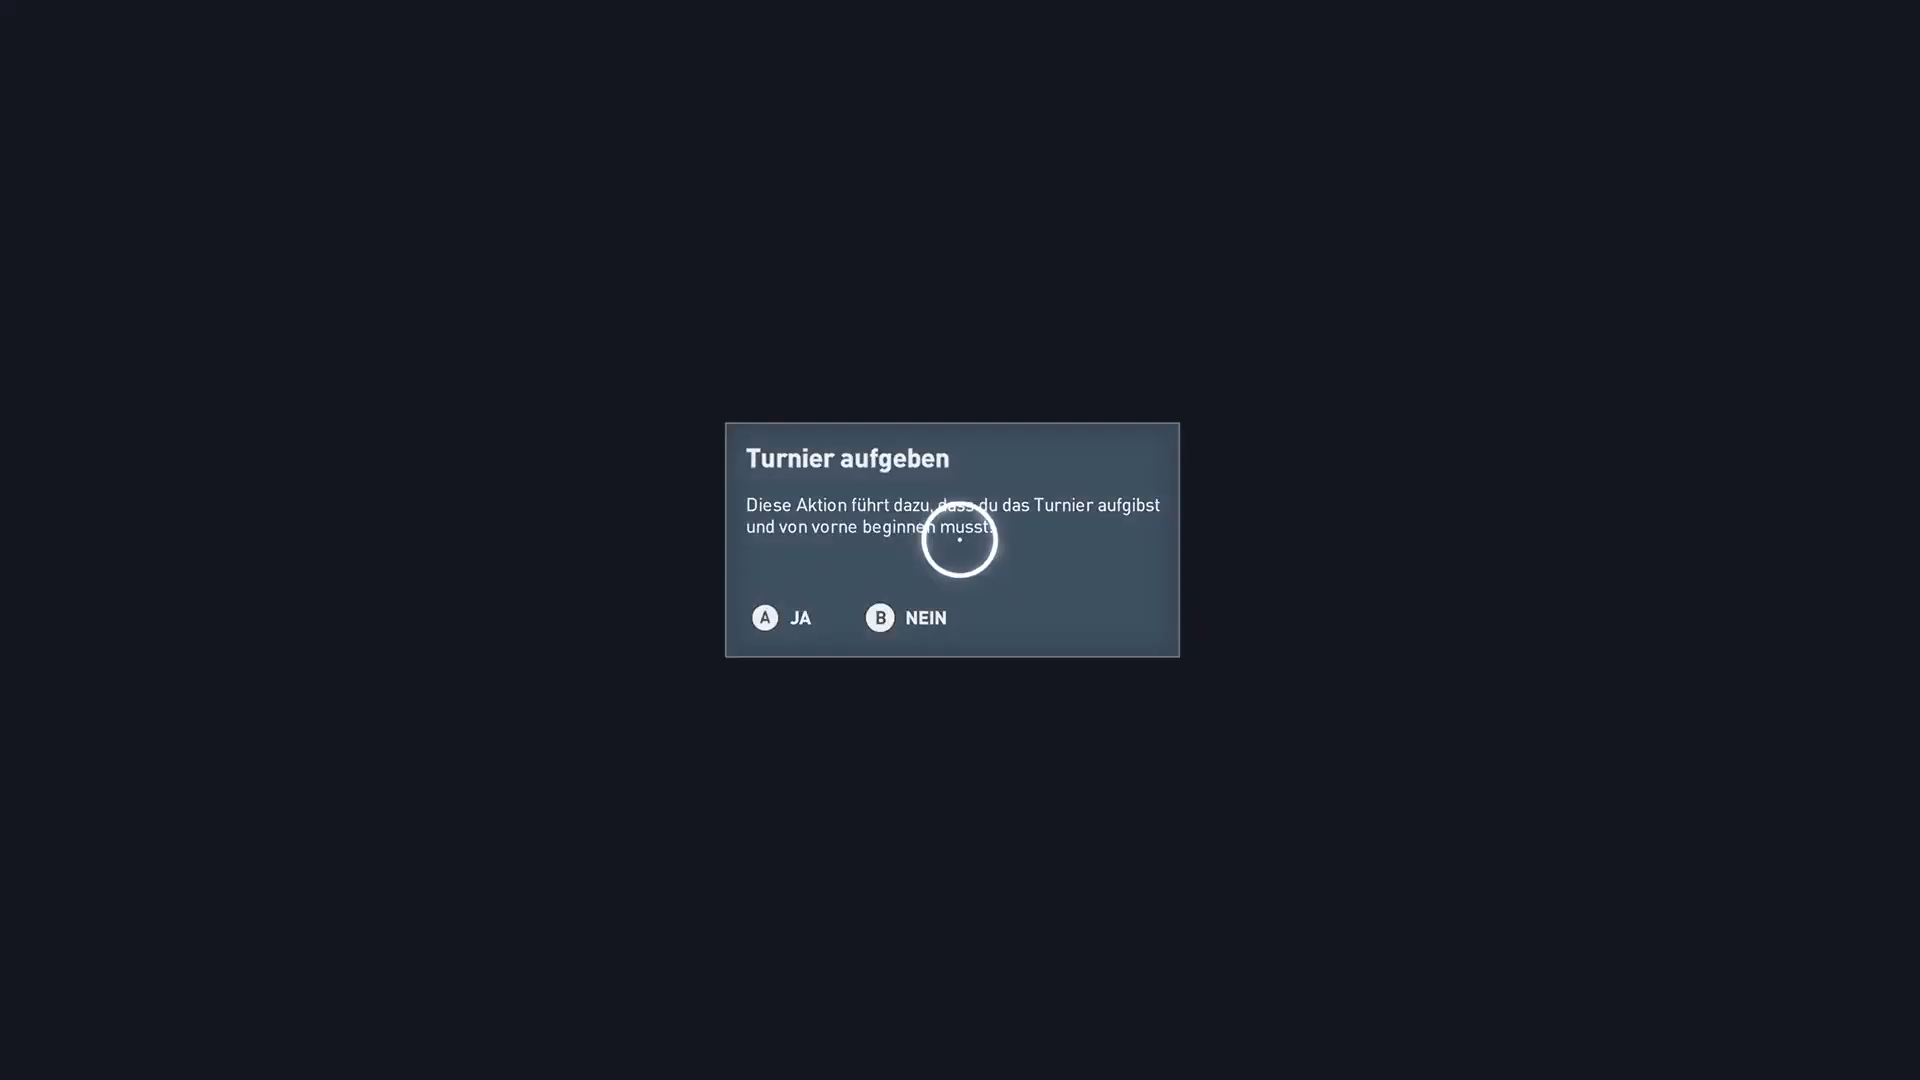 Turnier aufgeben
Diese Aktion führt dazu, dass du das Turnier aufgibst
und von vorne beginnen musst.
A JA B NEIN